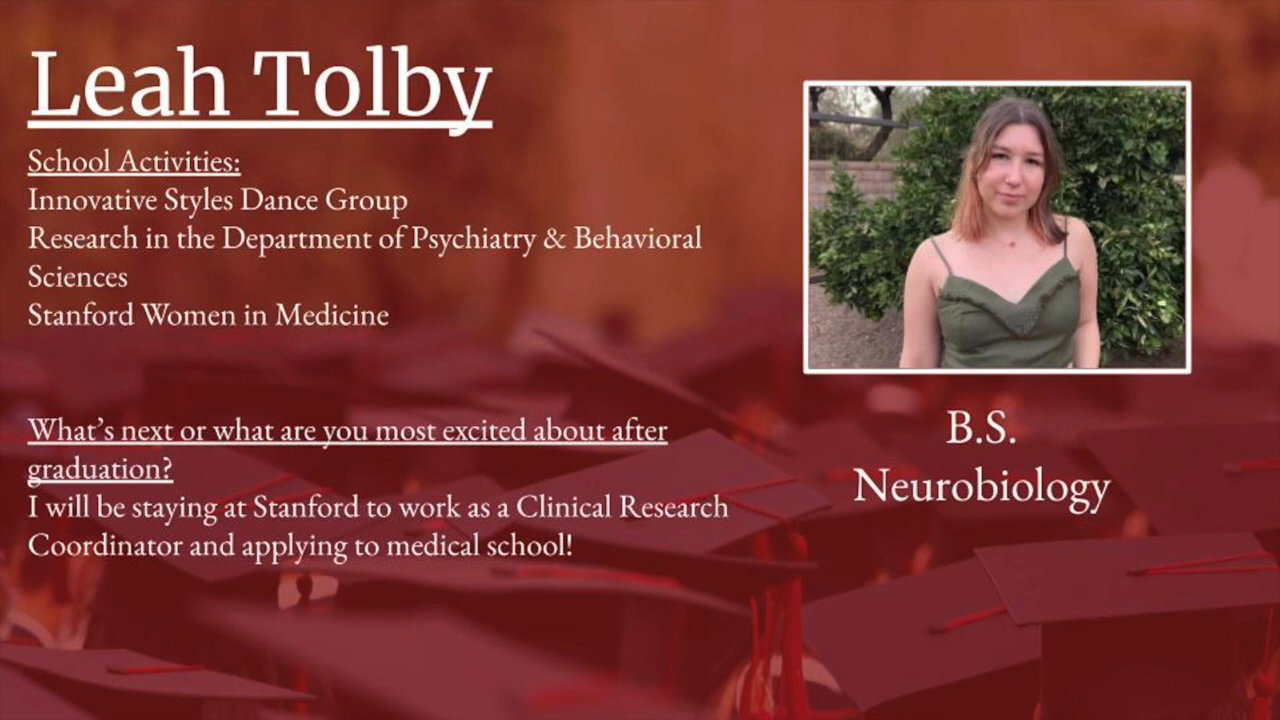 Leah Tolby
School Activities:
Innovative Styles Dance Group
Research in the Department of Psychiatry & Behavioral
Sciences
Stanford Women in Medicine
What’s next or what are you most excited about after
graduation?
I will be staying at Stanford to work as a Clinical Research
Coordinator and applying to medical school!
B.S.
Neurobiology